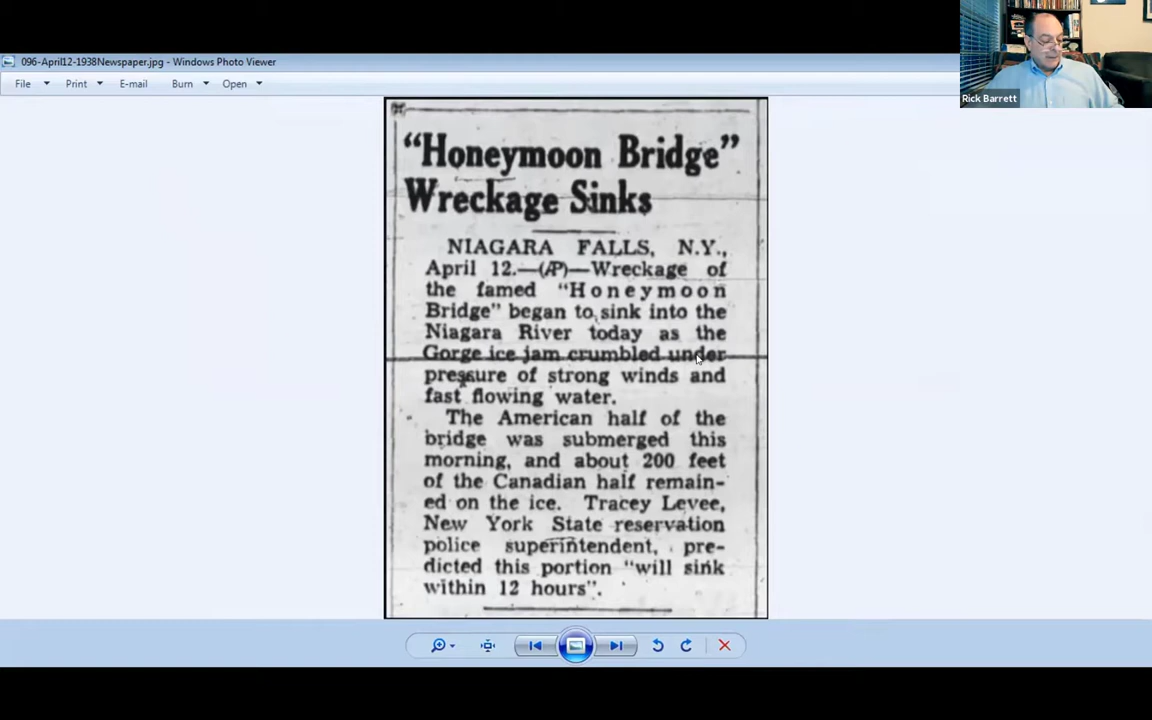 096-April12-1938Newspaper.jpg - Windows Photo Viewer
File Print E-mail Burn Open
Rick Barrett
“Honeymoon Bridge”
Wreckage Sinks
NIAGARA FALLS, N.Y.,
April 12.—(AP)—Wreckage of
the famed “Honeymoon
Bridge” began to sink into the
Niagara River today as the
Gorge ice jam crumbled under
pressure of strong winds and
fast flowing water.
The American half of the
bridge was submerged this
morning, and about 200 feet
of the Canadian half remain-
ed on the ice. Tracey Levee,
New York State reservation
police superintendent, pre-
dicted this portion “will sink
within 12 hours”.